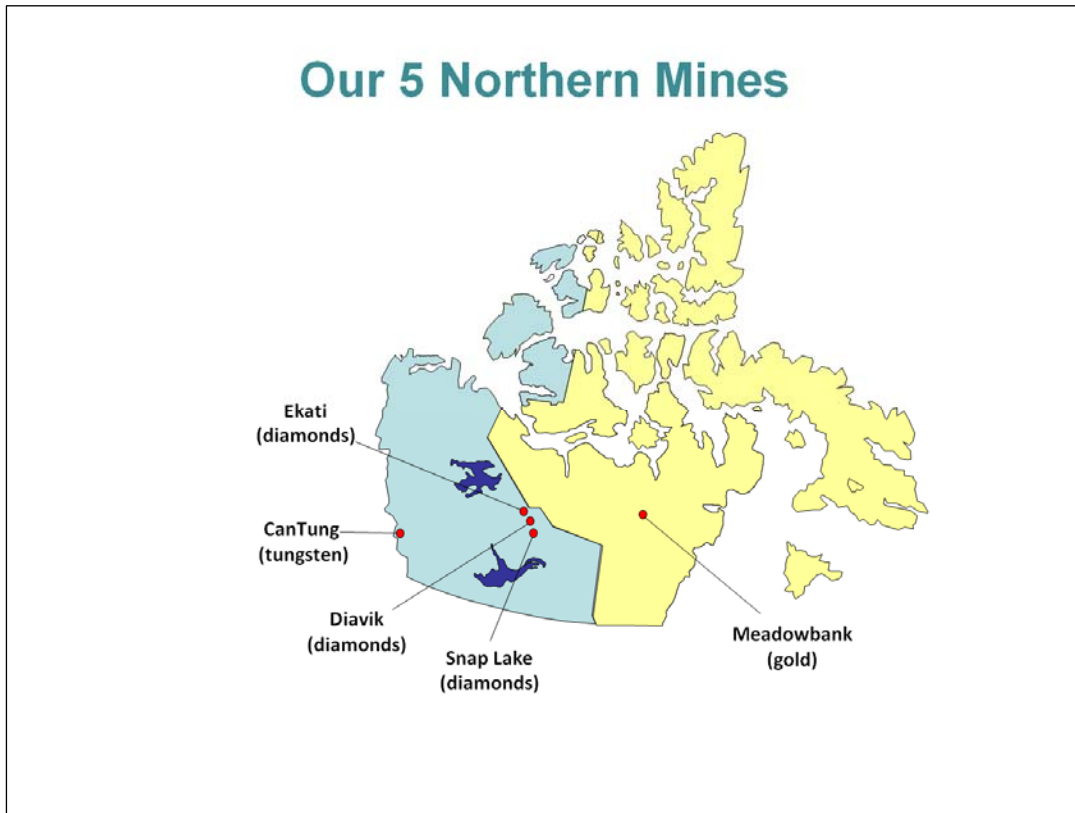 Our 5 Northern Mines
Ekati
(diamonds)
CanTung
(tungsten)
Diavik
(diamonds)
Snap Lake
(diamonds)
Meadowbank
(gold)